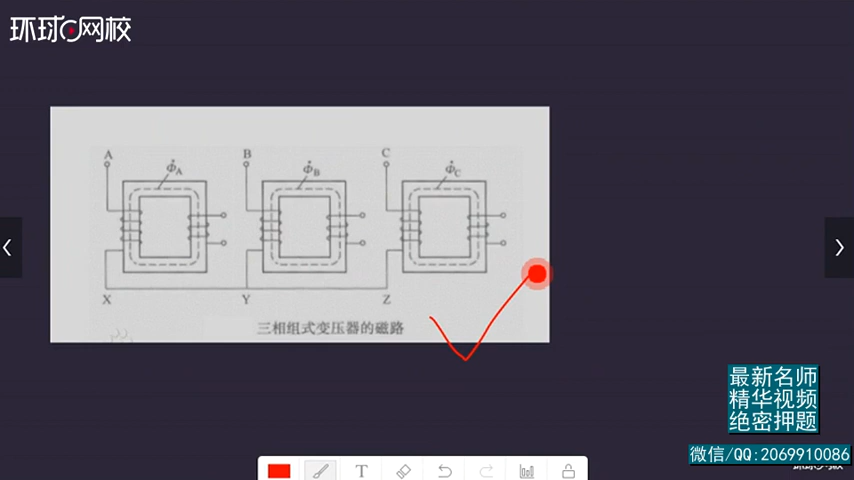 环球网校
A B C
Φ̇A Φ̇B Φ̇C
X Y Z
三相组式变压器的磁路
最新名师
精华视频
绝密押题
微信/QQ:2069910086
T